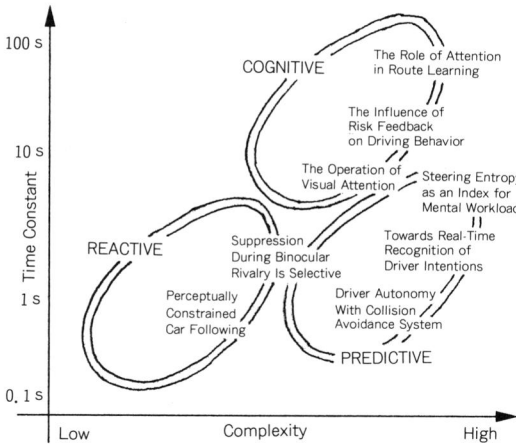 100 s
COGNITIVE
The Role of Attention
in Route Learning
The Influence of
Risk Feedback
on Driving Behavior
10 s
The Operation of
Visual Attention
Steering Entropy
as an Index for
Mental Workload
Time Constant
REACTIVE
Suppression
During Binocular
Rivalry Is Selective
Towards Real-Time
Recognition of
Driver Intentions
1 s
Perceptually
Constrained
Car Following
Driver Autonomy
With Collision
Avoidance System
PREDICTIVE
0.1 s
Low
Complexity
High